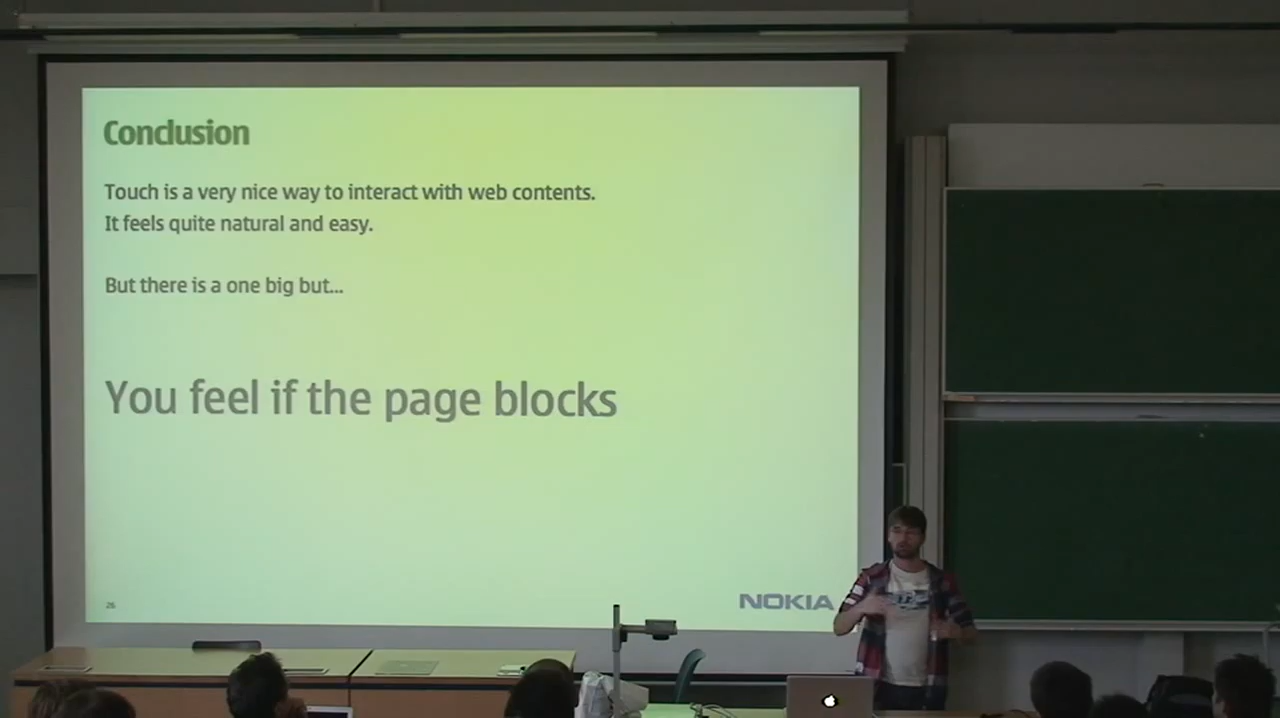 Conclusion
Touch is a very nice way to interact with web contents.
It feels quite natural and easy.
But there is a one big but...
You feel if the page blocks
26
NOKIA